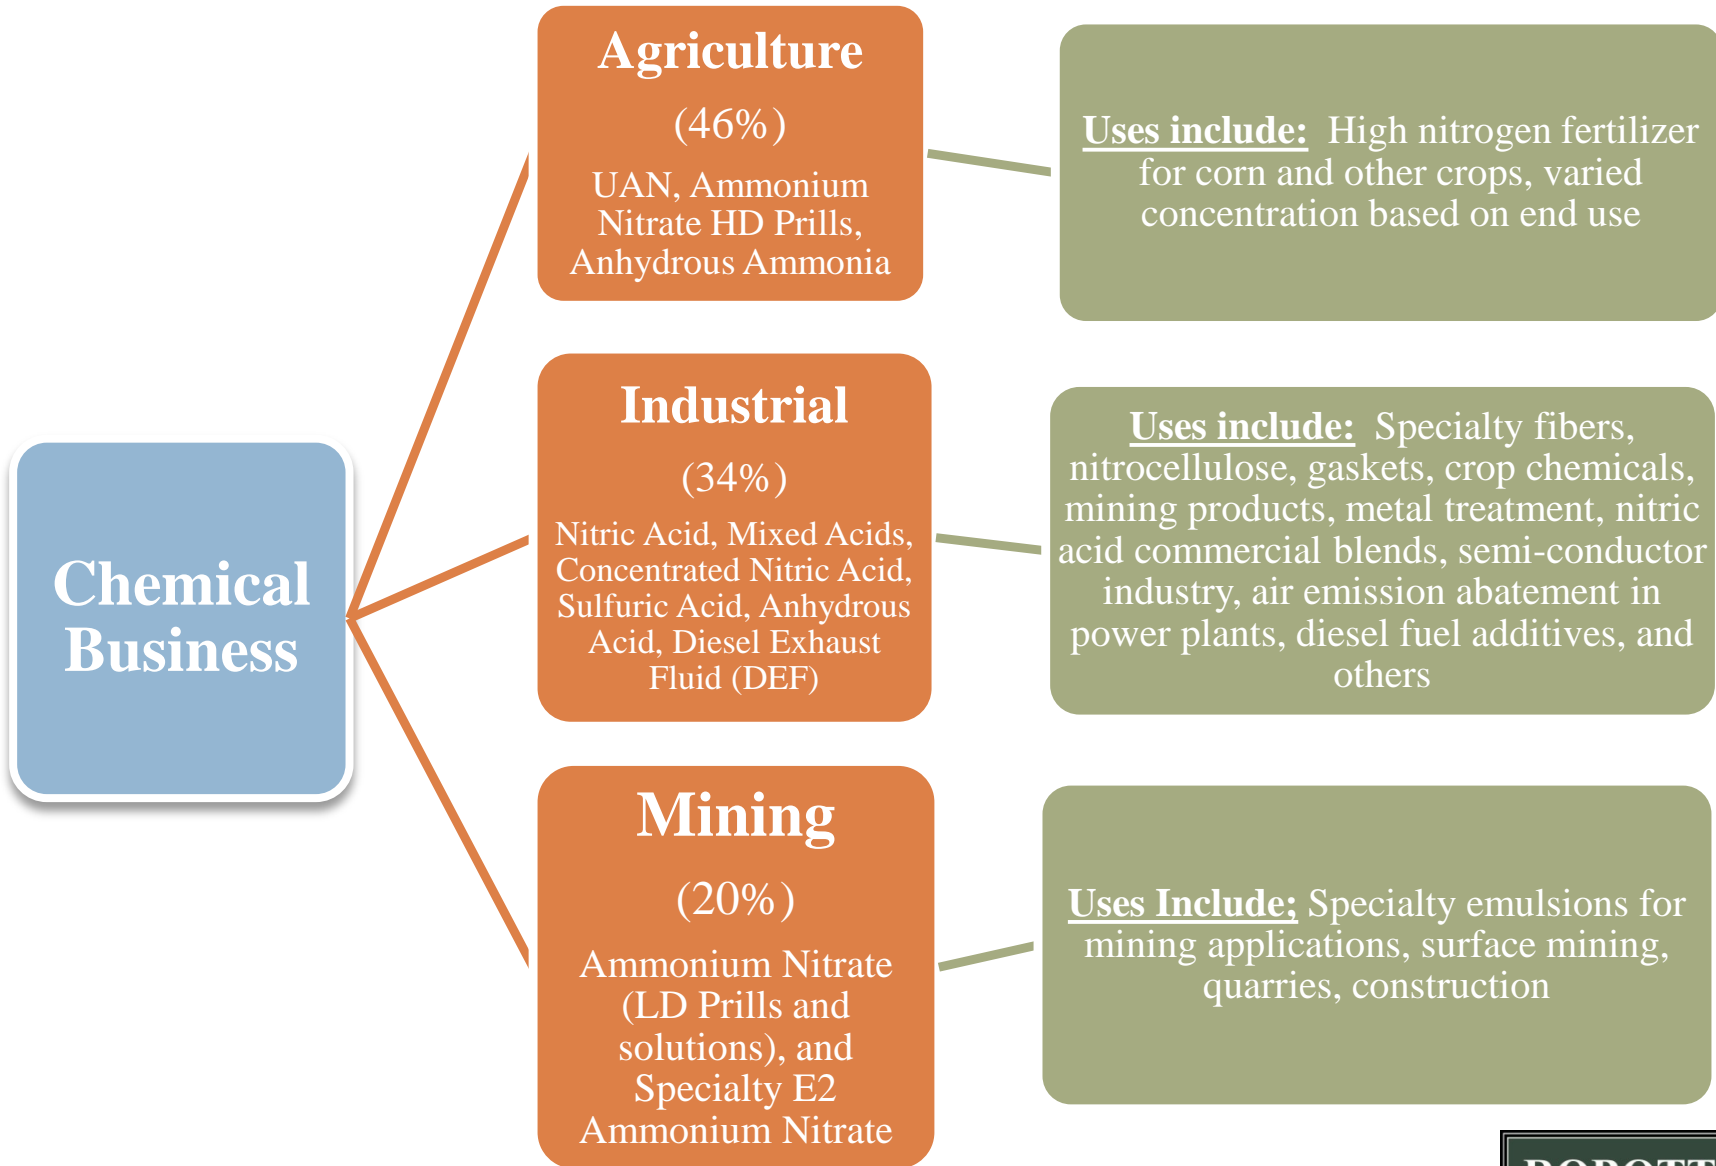 Chemical
Business
Agriculture
(46%)
UAN, Ammonium
Nitrate HD Prills,
Anhydrous Ammonia
Uses include: High nitrogen fertilizer
for corn and other crops, varied
concentration based on end use
Industrial
(34%)
Nitric Acid, Mixed Acids,
Concentrated Nitric Acid,
Sulfuric Acid, Anhydrous
Acid, Diesel Exhaust
Fluid (DEF)
Uses include: Specialty fibers,
nitrocellulose, gaskets, crop chemicals,
mining products, metal treatment, nitric
acid commercial blends, semi-conductor
industry, air emission abatement in
power plants, diesel fuel additives, and
others
Mining
(20%)
Ammonium Nitrate
(LD Prills and
solutions), and
Specialty E2
Ammonium Nitrate
Uses Include; Specialty emulsions for
mining applications, surface mining,
quarries, construction